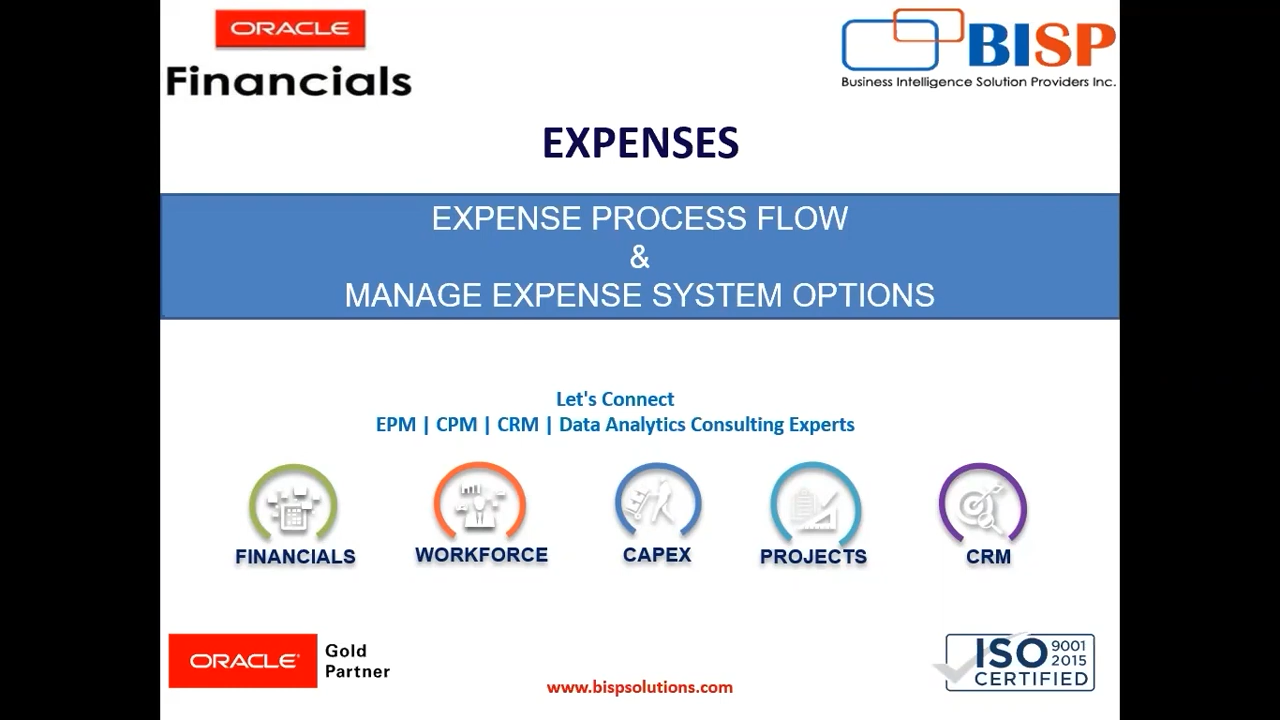 ORACLE
Financials
BISP
Business Intelligence Solution Providers Inc.
EXPENSES
EXPENSE PROCESS FLOW
&
MANAGE EXPENSE SYSTEM OPTIONS
Let's Connect
EPM | CPM | CRM | Data Analytics Consulting Experts
FINANCIALS
WORKFORCE
CAPEX
PROJECTS
CRM
ORACLE®
Gold
Partner
www.bispsolutions.com
ISO
9001
2015
CERTIFIED